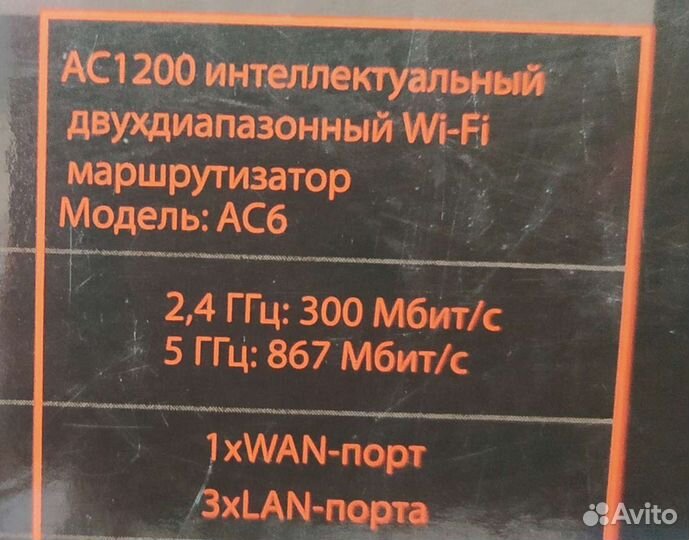 AC1200 интеллектуальный
двухдиапазонный Wi-Fi
маршрутизатор
Модель: AC6
2,4 ГГц: 300 Мбит/с
5 ГГц: 867 Мбит/с
1xWAN-порт
3xLAN-порта
Avito